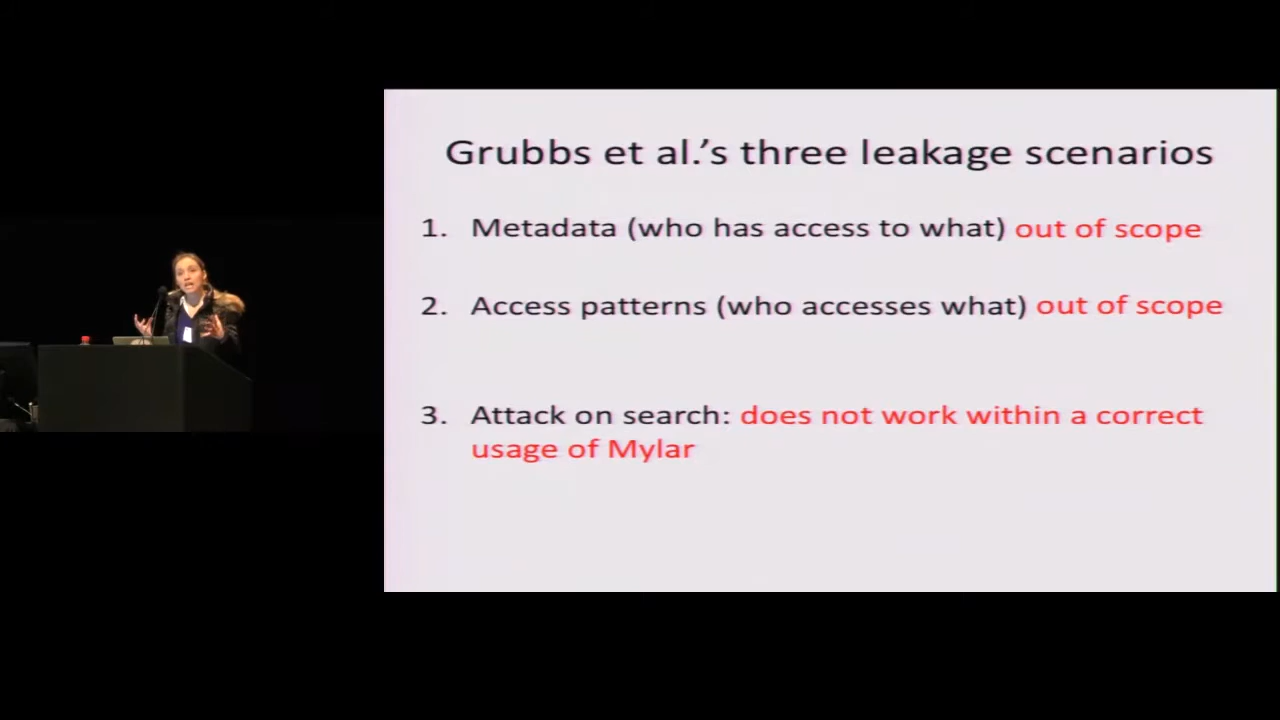 Grubbs et al.’s three leakage scenarios
1. Metadata (who has access to what) out of scope
2. Access patterns (who accesses what) out of scope
3. Attack on search: does not work within a correct
usage of Mylar